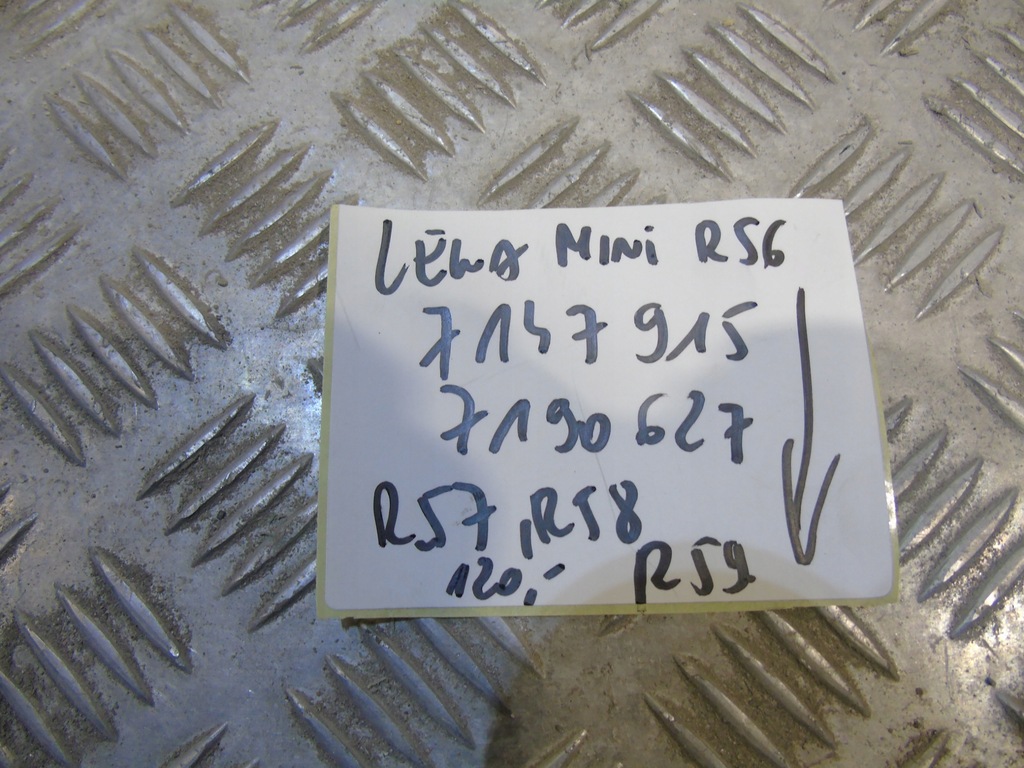 LEWA MINI R56
7147915
7190627
R57, R58
120,- R59